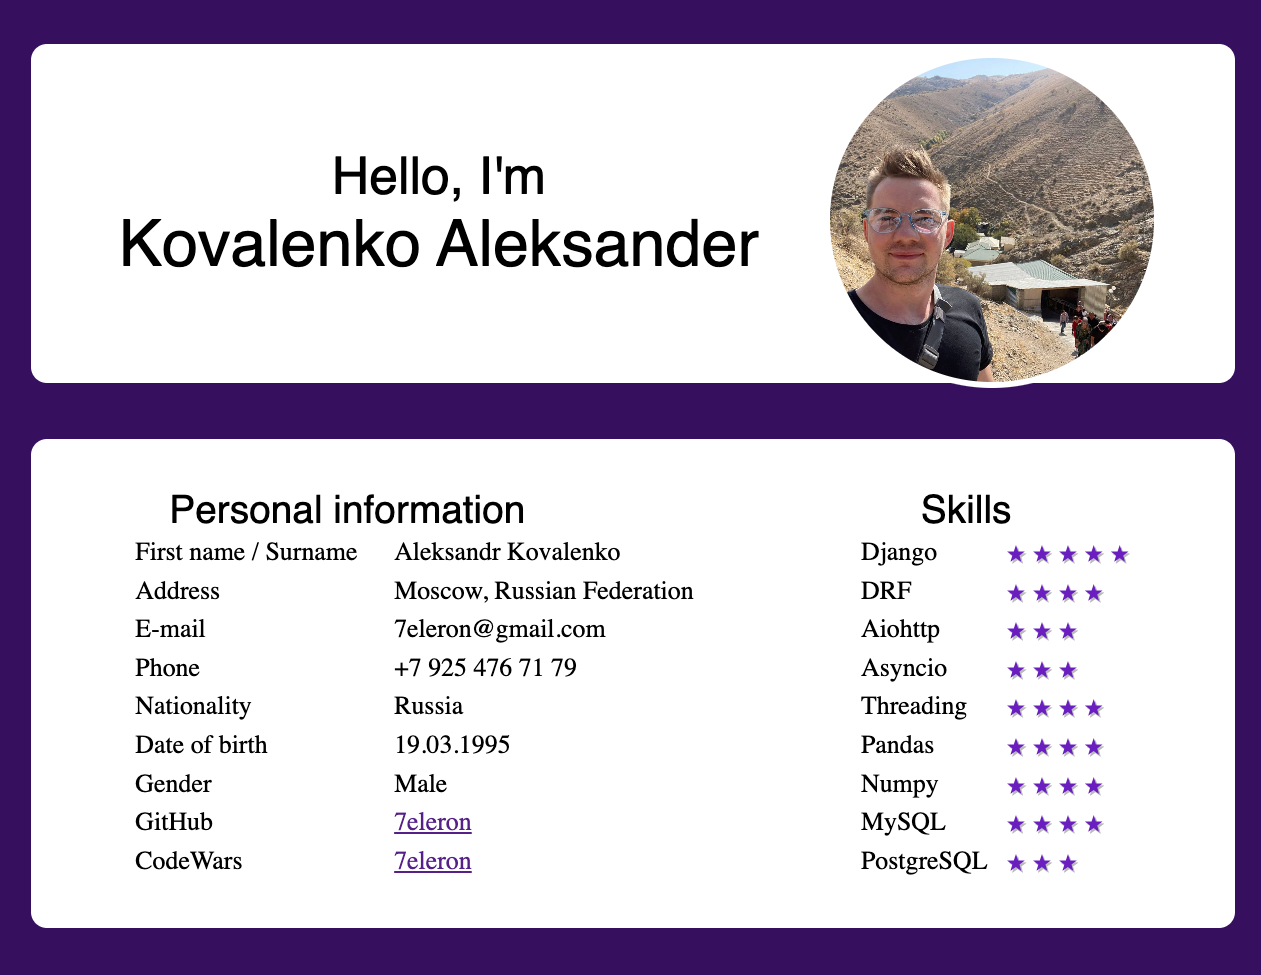 Hello, I'm
Kovalenko Aleksander
Personal information
First name / Surname Aleksandr Kovalenko
Address Moscow, Russian Federation
E-mail 7eleron@gmail.com
Phone +7 925 476 71 79
Nationality Russia
Date of birth 19.03.1995
Gender Male
GitHub 7eleron
CodeWars 7eleron
Skills
Django ★ ★ ★ ★ ★
DRF ★ ★ ★ ★
Aiohttp ★ ★ ★
Asyncio ★ ★ ★
Threading ★ ★ ★ ★
Pandas ★ ★ ★ ★
Numpy ★ ★ ★ ★
MySQL ★ ★ ★ ★
PostgreSQL ★ ★ ★